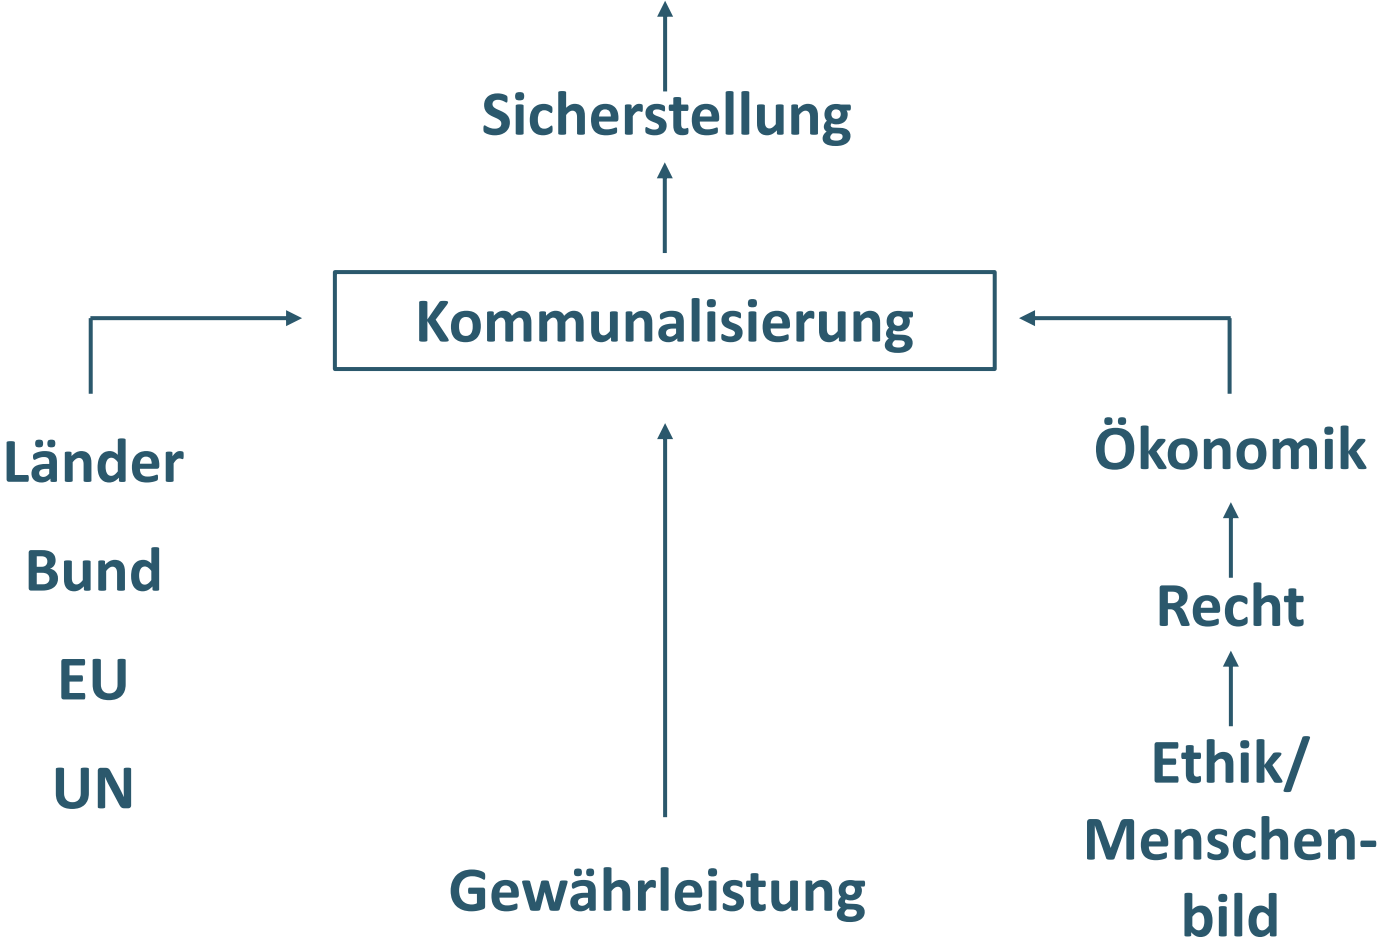 Sicherstellung
Kommunalisierung
Länder
Bund
EU
UN
Gewährleistung
Ökonomik
Recht
Ethik/
Menschen-
bild